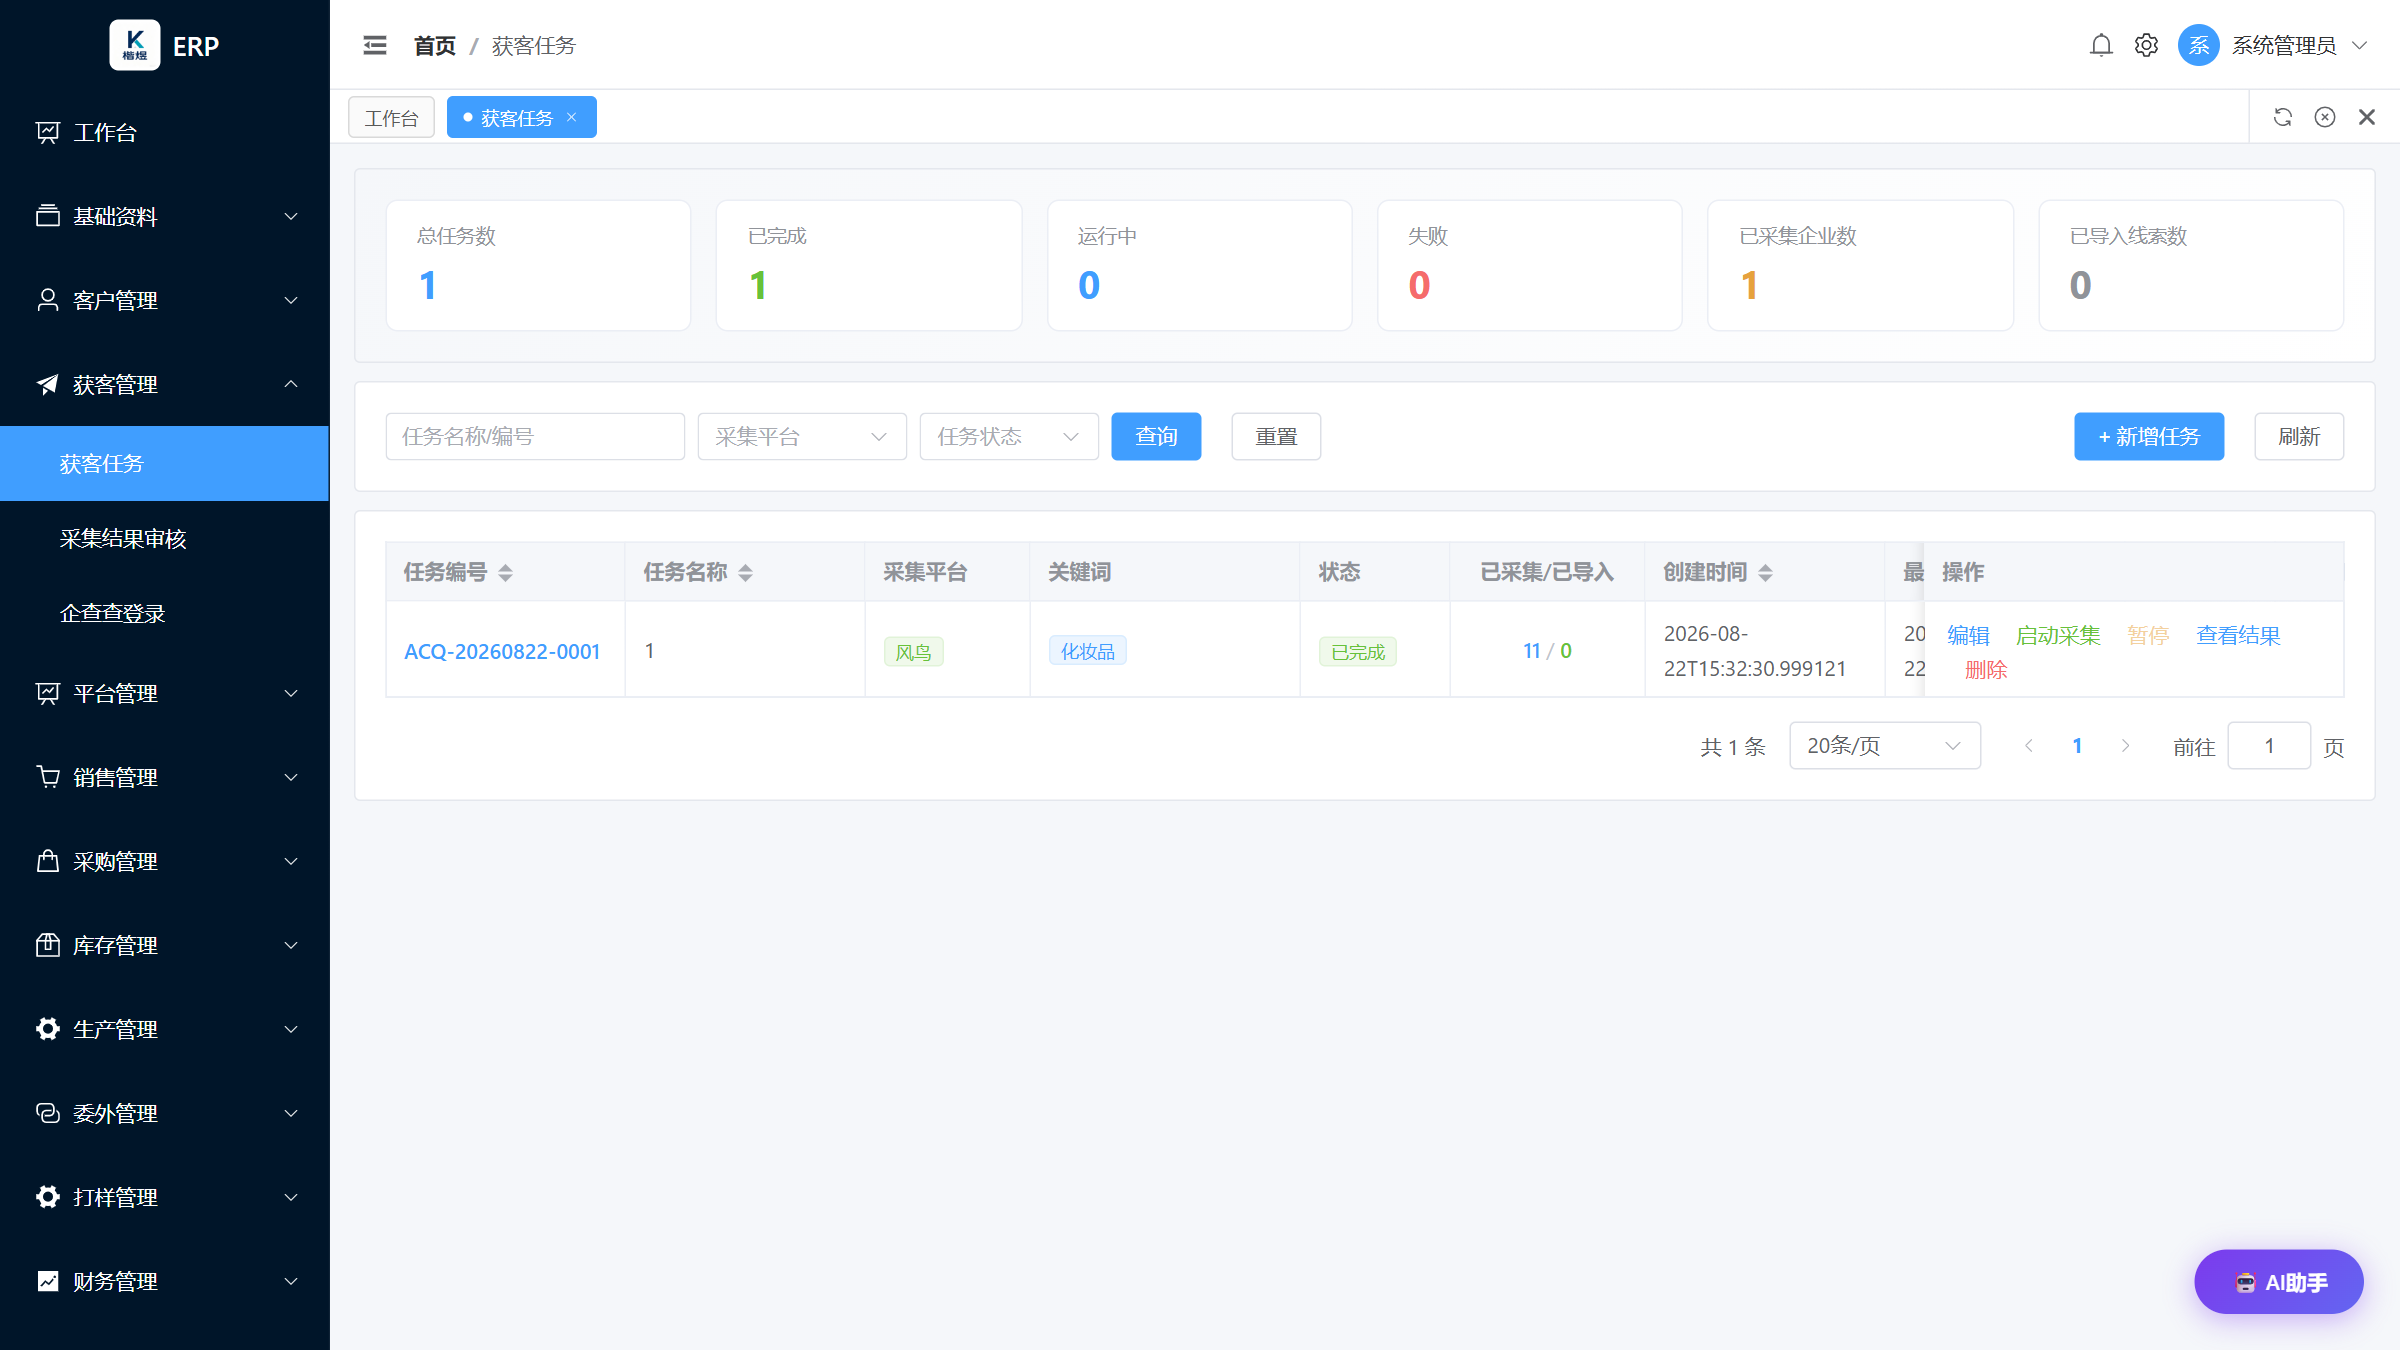 K
楷煜
ERP
工作台
基础资料
客户管理
获客管理
获客任务
采集结果审核
企查查登录
平台管理
销售管理
采购管理
库存管理
生产管理
委外管理
打样管理
财务管理
首页 / 获客任务
系 系统管理员
工作台
获客任务
总任务数
1
已完成
1
运行中
0
失败
0
已采集企业数
1
已导入线索数
0
任务名称/编号 采集平台 任务状态 查询 重置 + 新增任务 刷新
任务编号 任务名称 采集平台 关键词 状态 已采集/已导入 创建时间 最 操作
ACQ-20260822-0001 1 风鸟 化妆品 已完成 11 / 0
2026-08-
22T15:32:30.999121
20
22
编辑 启动采集 暂停 查看结果
删除
共 1 条 20条/页 1 前往 1 页
AI助手